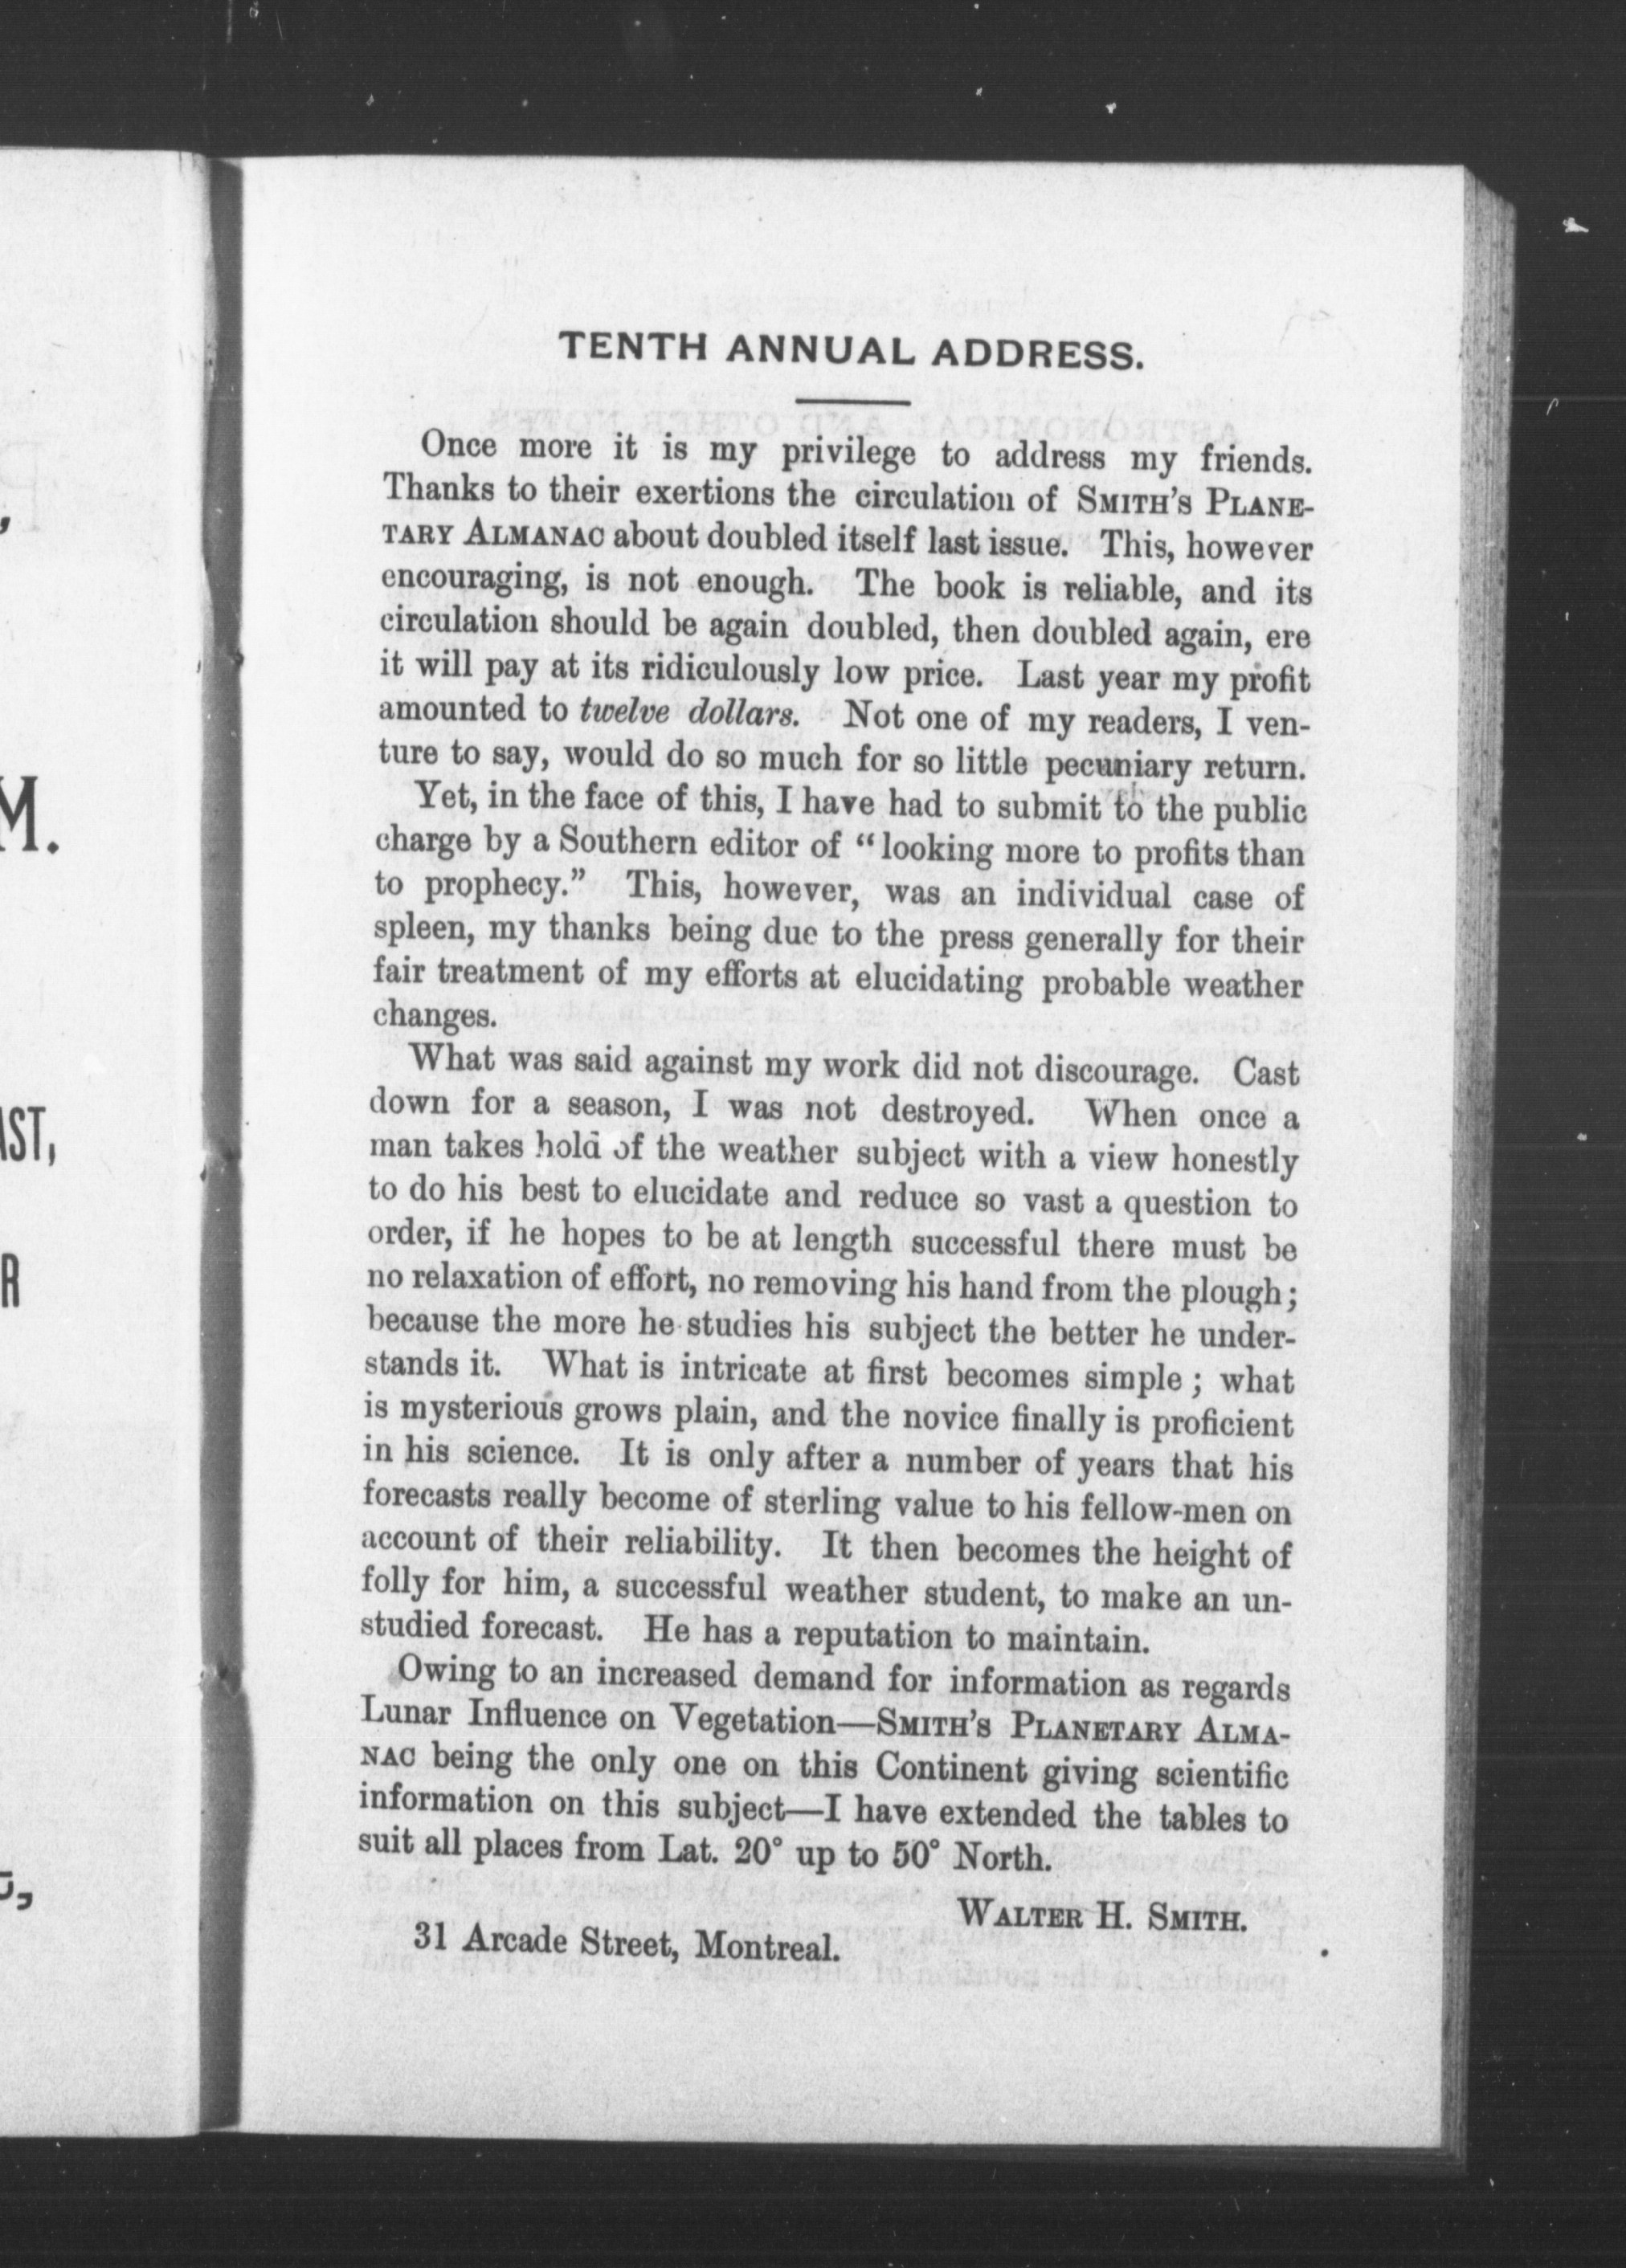 TENTH ANNUAL ADDRESS.
Once more it is my privilege to address my friends.
Thanks to their exertions the circulation of SMITH'S PLANE-
TARY ALMANAC about doubled itself last issue. This, however
encouraging, is not enough. The book is reliable, and its
circulation should be again doubled, then doubled again, ere
it will pay at its ridiculously low price. Last year my profit
amounted to twelve dollars. Not one of my readers, I ven-
ture to say, would do so much for so little pecuniary return.
Yet, in the face of this, I have had to submit to the public
charge by a Southern editor of "looking more to profits than
to prophecy." This, however, was an individual case of
spleen, my thanks being due to the press generally for their
fair treatment of my efforts at elucidating probable weather
changes.
What was said against my work did not discourage. Cast
down for a season, I was not destroyed. When once a
man takes hold of the weather subject with a view honestly
to do his best to elucidate and reduce so vast a question to
order, if he hopes to be at length successful there must be
no relaxation of effort, no removing his hand from the plough;
because the more he studies his subject the better he under-
stands it. What is intricate at first becomes simple; what
is mysterious grows plain, and the novice finally is proficient
in his science. It is only after a number of years that his
forecasts really become of sterling value to his fellow-men on
account of their reliability. It then becomes the height of
folly for him, a successful weather student, to make an un-
studied forecast. He has a reputation to maintain.
Owing to an increased demand for information as regards
Lunar Influence on Vegetation—SMITH'S PLANETARY ALMA-
NAC being the only one on this Continent giving scientific
information on this subject—I have extended the tables to
suit all places from Lat. 20° up to 50° North.
WALTER H. SMITH.
31 Arcade Street, Montreal.